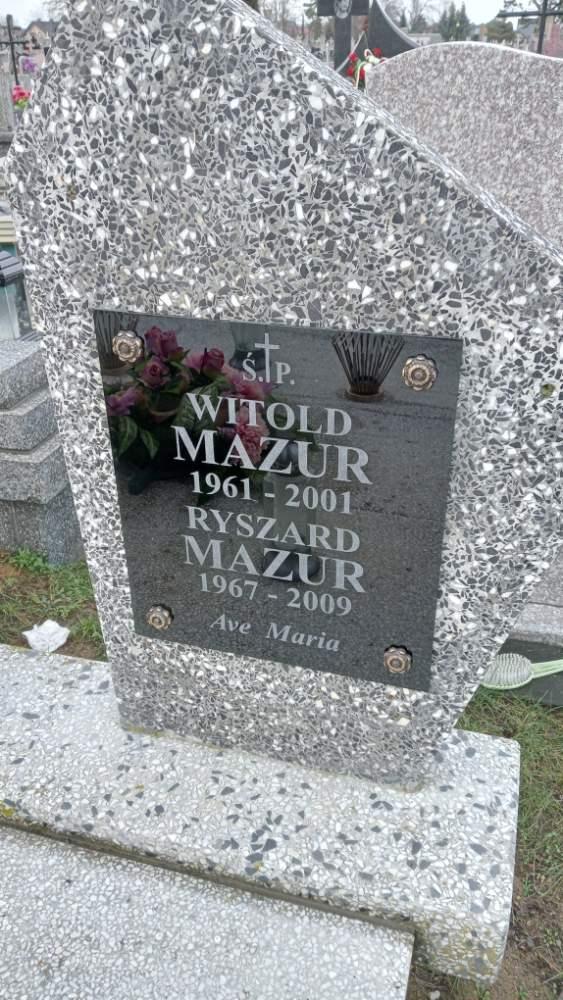 Ś.†P.
WITOLD
MAZUR
1961 - 2001
RYSZARD
MAZUR
1967 - 2009
Ave Maria